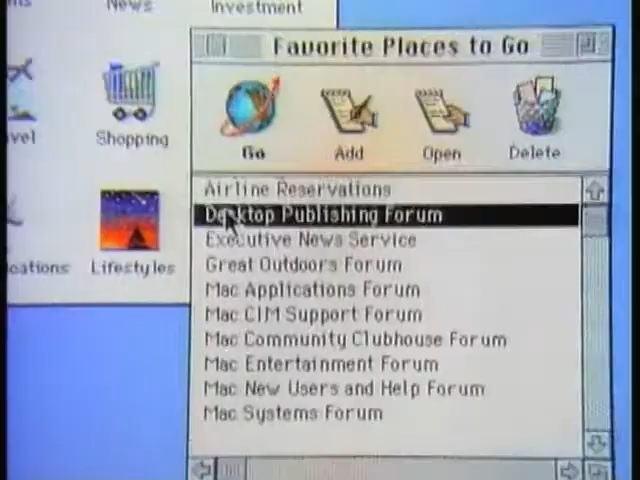 News
Investment
Favorite Places to Go
Shopping
Go
Add
Open
Delete
Airline Reservations
Desktop Publishing Forum
Executive News Service
Great Outdoors Forum
Lifestyles
Mac Applications Forum
Mac CIM Support Forum
Mac Community Clubhouse Forum
Mac Entertainment Forum
Mac New Users and Help Forum
Mac Systems Forum